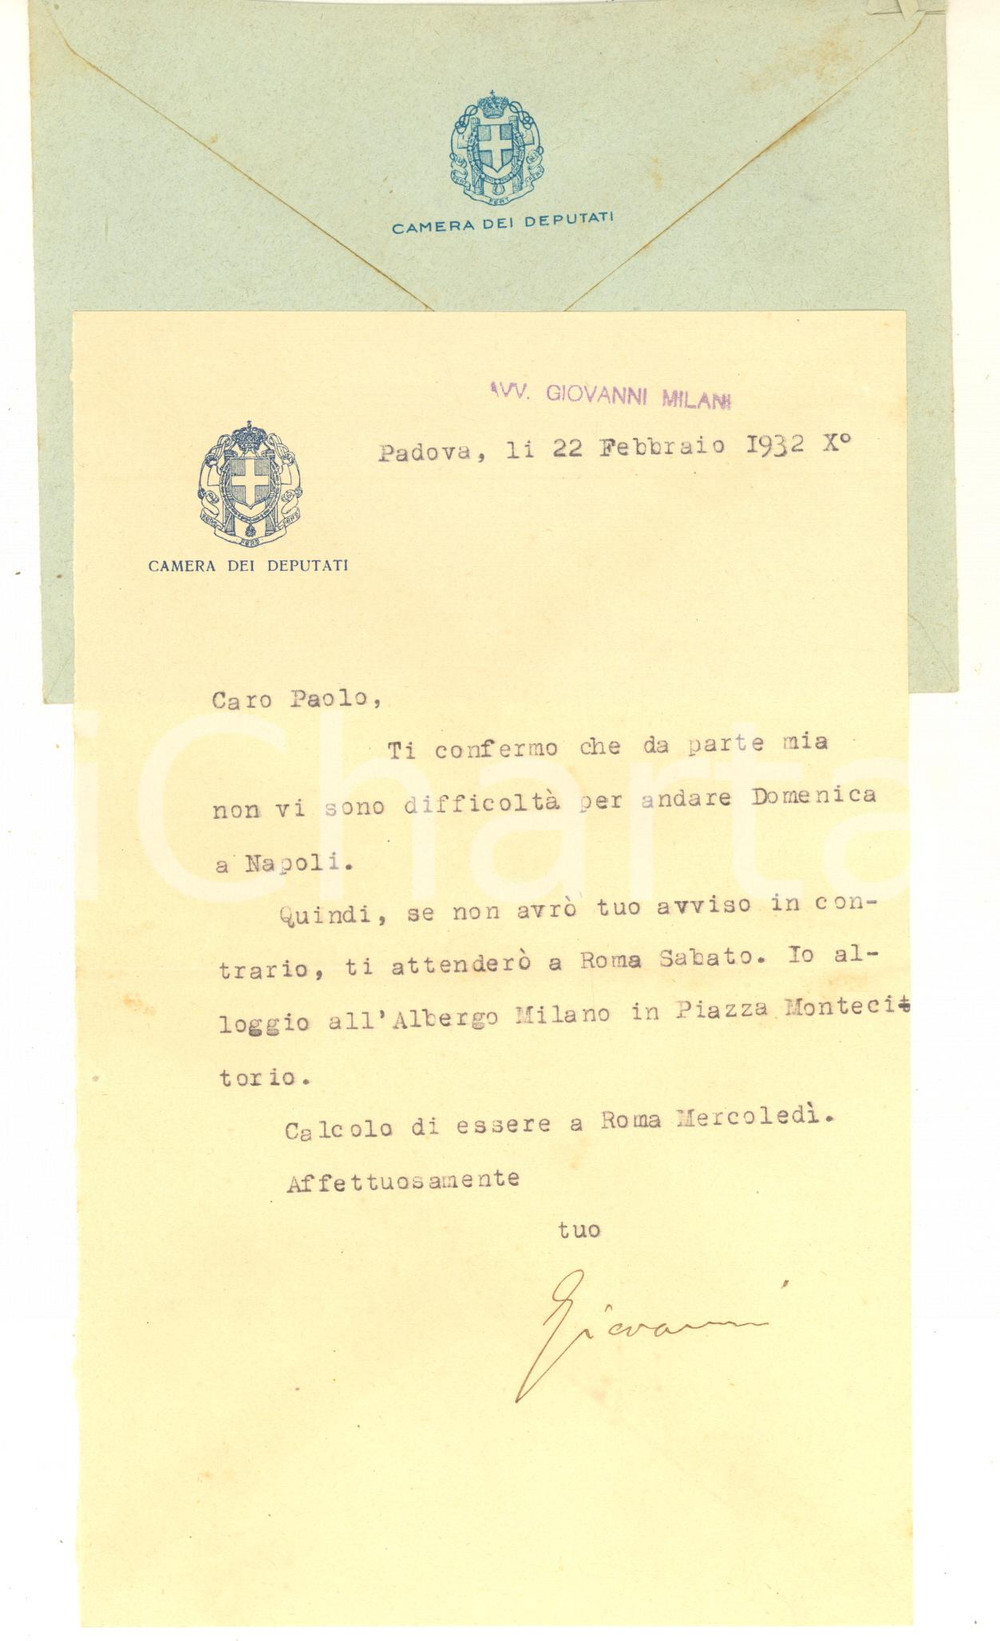 CAMERA DEI DEPUTATI
AVV. GIOVANNI MILANI
Padova, li 22 Febbraio 1932 X°
CAMERA DEI DEPUTATI
Caro Paolo,
Ti confermo che da parte mia
non vi sono difficoltà per andare Domenica
a Napoli.
Quindi, se non avrò tuo avviso in con-
trario, ti attenderò a Roma Sabato. Io al-
loggio all'Albergo Milano in Piazza Montecit
torio.
Calcolo di essere a Roma Mercoledì.
Affettuosamente
tuo
Giovanni
iCharta